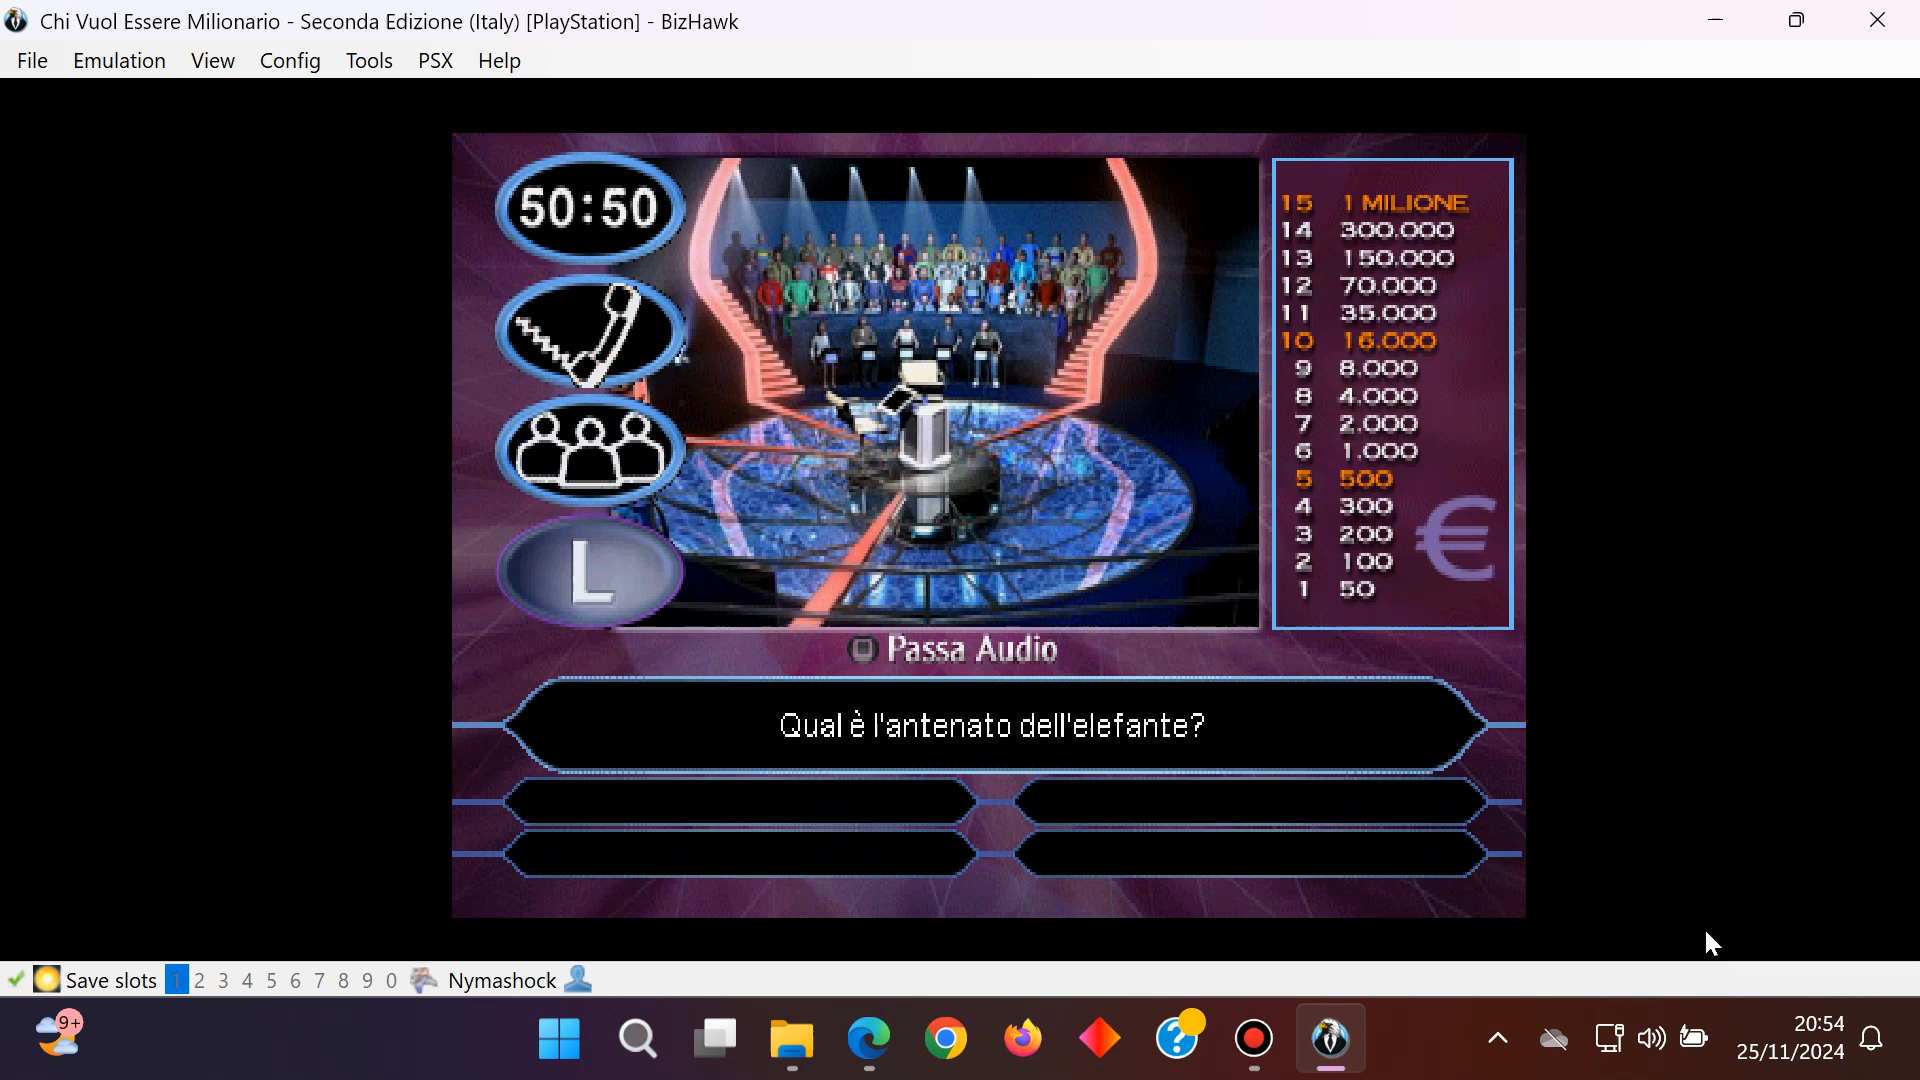 Chi Vuol Essere Milionario - Seconda Edizione (Italy) [PlayStation] - BizHawk
File Emulation View Config Tools PSX Help
50:50
L
15 1 MILIONE
14 300.000
13 150.000
12 70.000
11 35.000
10 16.000
9 8.000
8 4.000
7 2.000
6 1.000
5 500
4 300
3 200
2 100
1 50
€
Passa Audio
Qual è l'antenato dell'elefante?
Save slots 1 2 3 4 5 6 7 8 9 0 Nymashock
9+
20:54
25/11/2024